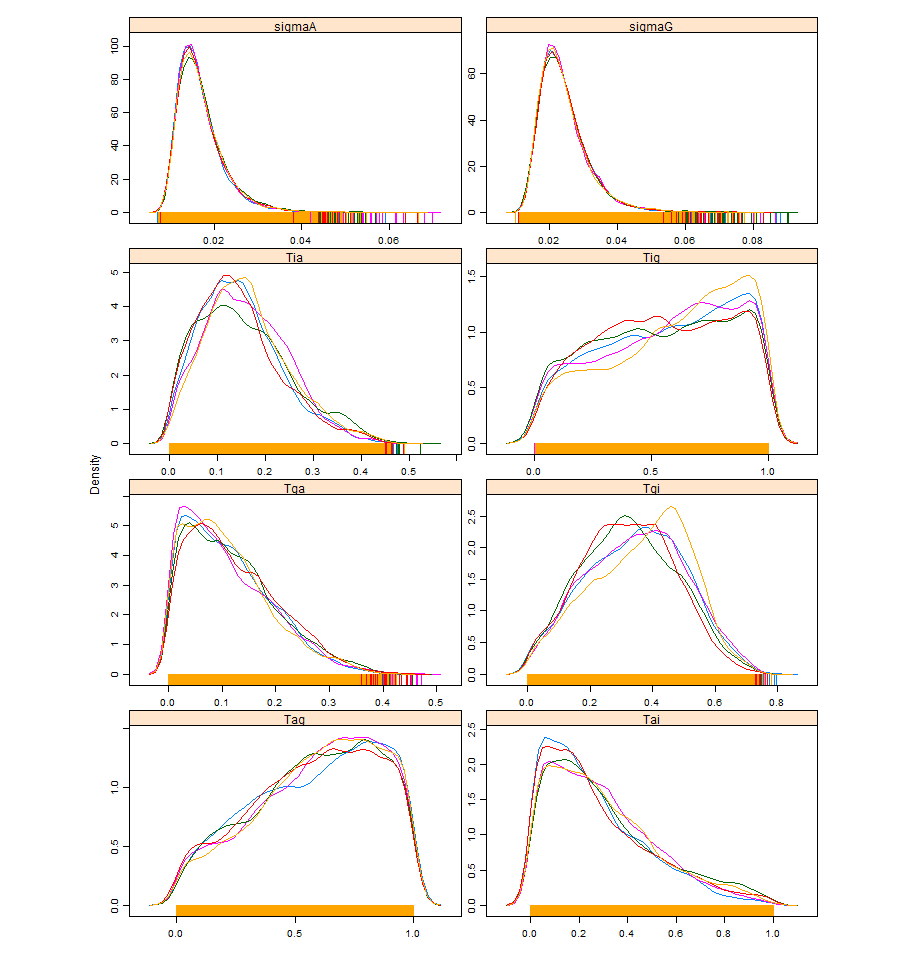 sigmaA
sigmaG
0 20 40 60 80 100
0 20 40 60
0.02 0.04 0.06
0.02 0.04 0.06 0.08
Tia
Tig
0 1 2 3 4 5
0.0 0.5 1.0 1.5
0.0 0.1 0.2 0.3 0.4 0.5
0.0 0.5 1.0
Density
Tga
Tgi
0 1 2 3 4 5
0.0 0.5 1.0 1.5 2.0 2.5
0.0 0.1 0.2 0.3 0.4 0.5
0.0 0.2 0.4 0.6 0.8
Tag
Tai
0.0 0.5 1.0
0.0 0.5 1.0 1.5 2.0 2.5
0.0 0.5 1.0
0.0 0.2 0.4 0.6 0.8 1.0